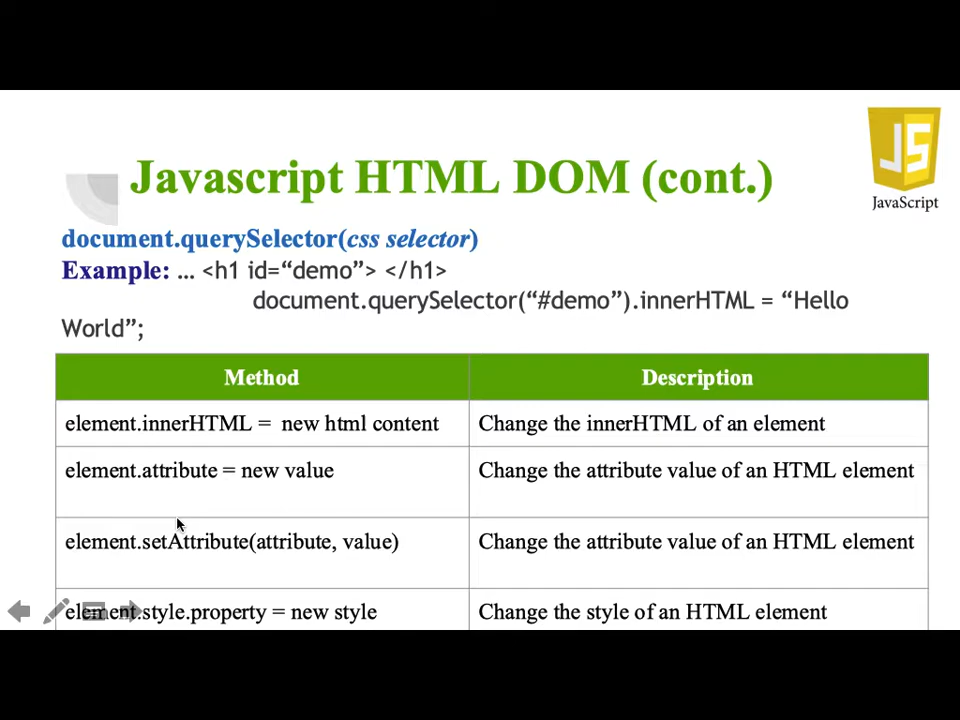 JS
JavaScript
Javascript HTML DOM (cont.)
document.querySelector(css selector)
Example: … <h1 id=“demo”> </h1>
document.querySelector(“#demo”).innerHTML = “Hello
World”;
Method Description
element.innerHTML = new html content Change the innerHTML of an element
element.attribute = new value Change the attribute value of an HTML element
element.setAttribute(attribute, value) Change the attribute value of an HTML element
element.style.property = new style Change the style of an HTML element